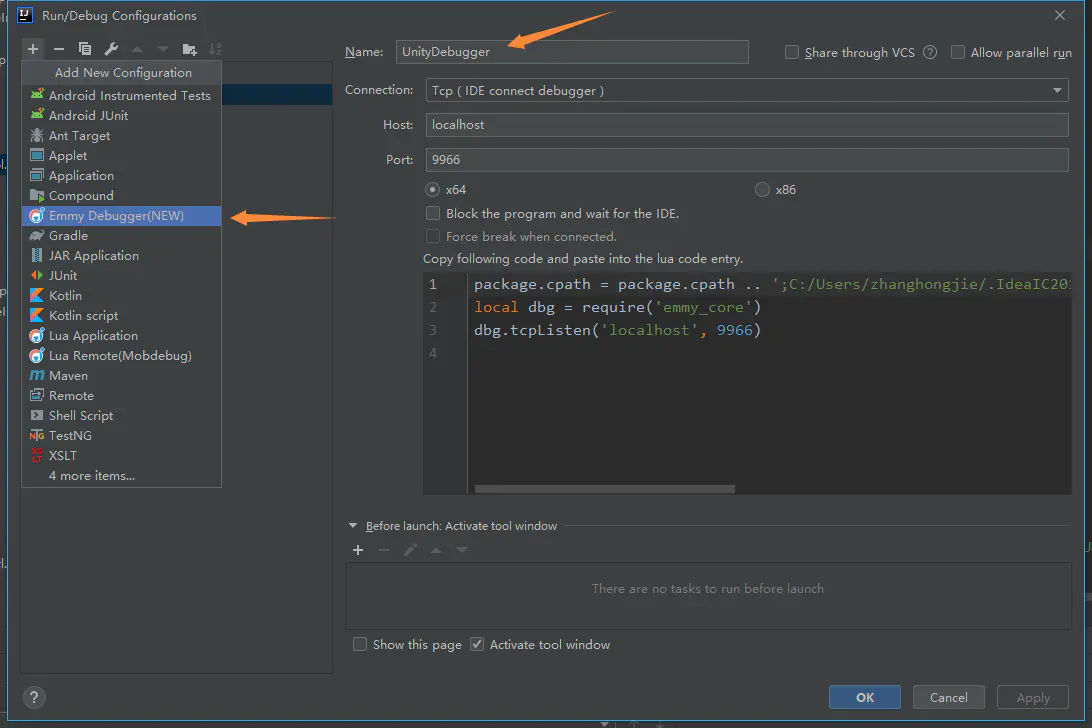 Run/Debug Configurations
Add New Configuration
Android Instrumented Tests
Android JUnit
Ant Target
Applet
Application
Compound
Emmy Debugger(NEW)
Gradle
JAR Application
JUnit
Kotlin
Kotlin script
Lua Application
Lua Remote(Mobdebug)
Maven
Remote
Shell Script
TestNG
XSLT
4 more items...
Name: UnityDebugger Share through VCS ? Allow parallel run
Connection: Tcp ( IDE connect debugger )
Host: localhost
Port: 9966
x64 x86
Block the program and wait for the IDE.
Force break when connected.
Copy following code and paste into the lua code entry.
1 package.cpath = package.cpath .. ';C:/Users/zhanghongjie/.IdeaIC201
2 local dbg = require('emmy_core')
3 dbg.tcpListen('localhost', 9966)
4
Before launch: Activate tool window
There are no tasks to run before launch
Show this page Activate tool window
? OK Cancel Apply